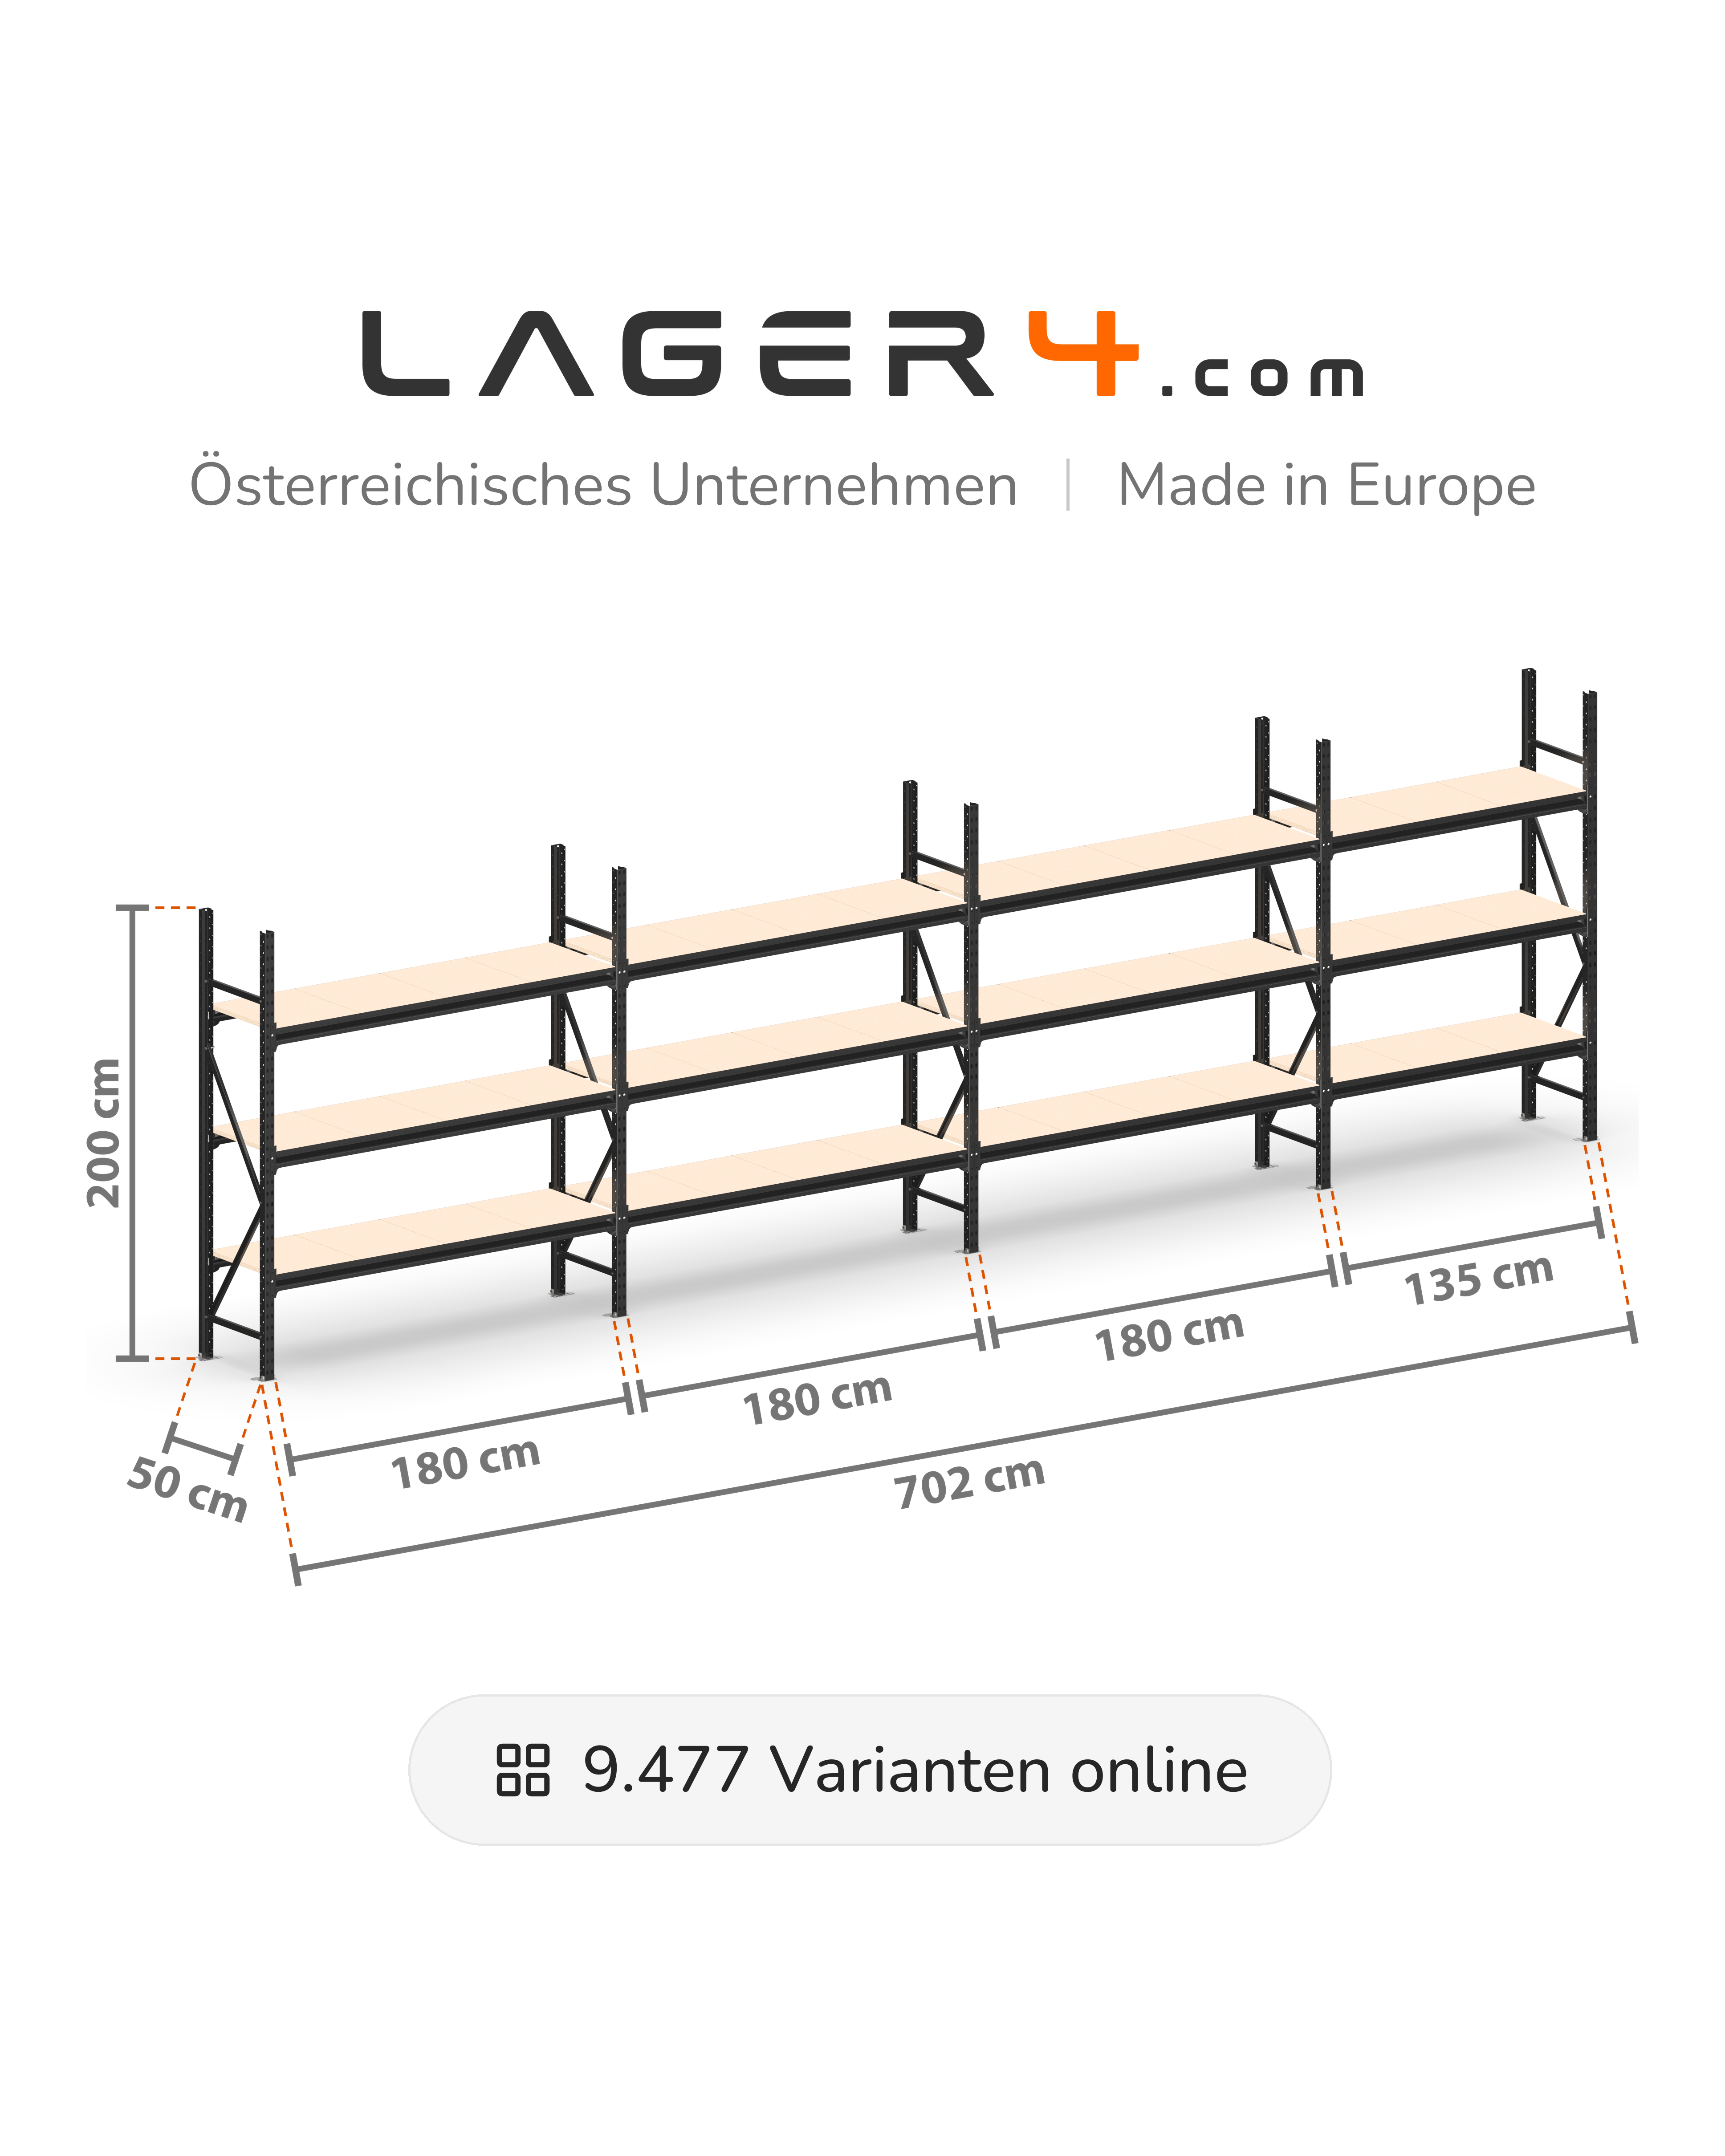 LAGER4.com
Österreichisches Unternehmen | Made in Europe
200 cm
50 cm
180 cm
180 cm
180 cm
135 cm
702 cm
9.477 Varianten online